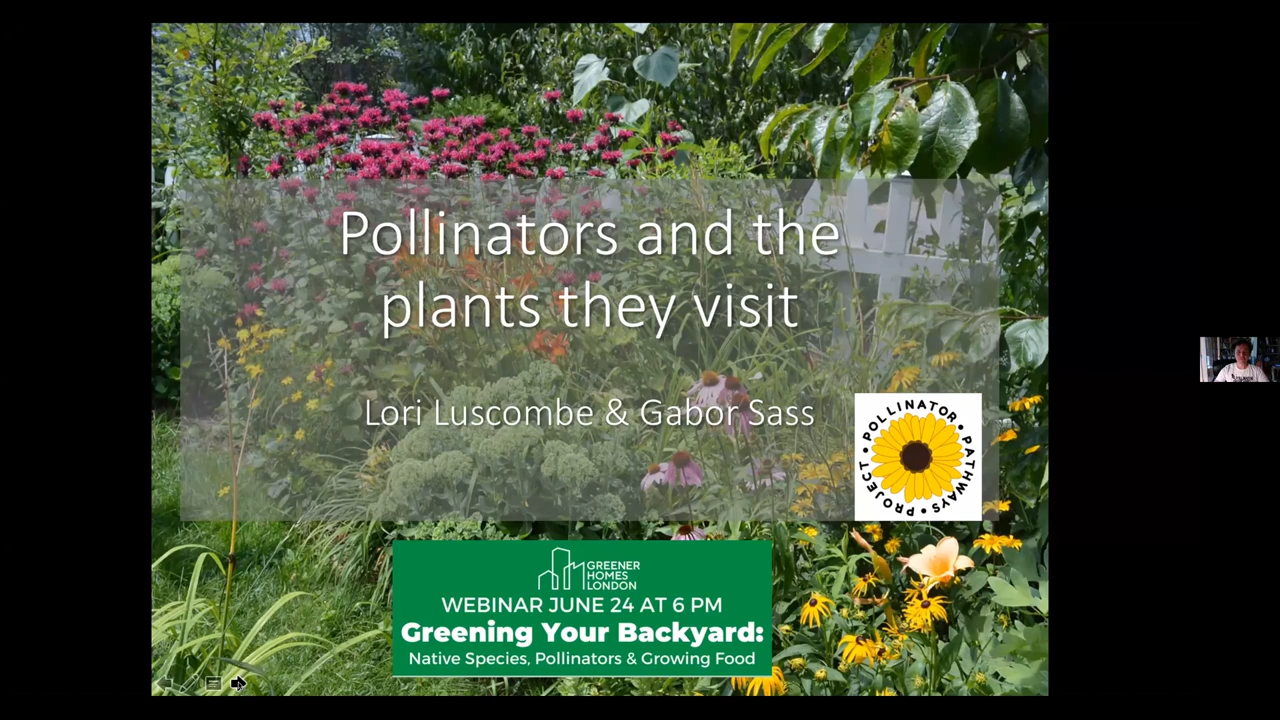 Pollinators and the
plants they visit
Lori Luscombe & Gabor Sass
POLLINATOR • PATHWAYS • PROJECT •
GREENER
HOMES
LONDON
WEBINAR JUNE 24 AT 6 PM
Greening Your Backyard:
Native Species, Pollinators & Growing Food